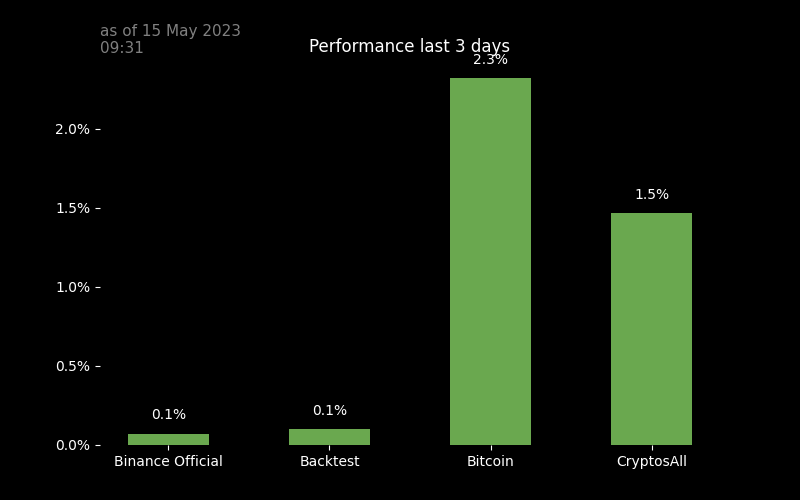 as of 15 May 2023
09:31
Performance last 3 days
2.3%
2.0%
1.5%
1.5%
1.0%
0.5%
0.1%
0.1%
0.0%
Binance Official
Backtest
Bitcoin
CryptosAll